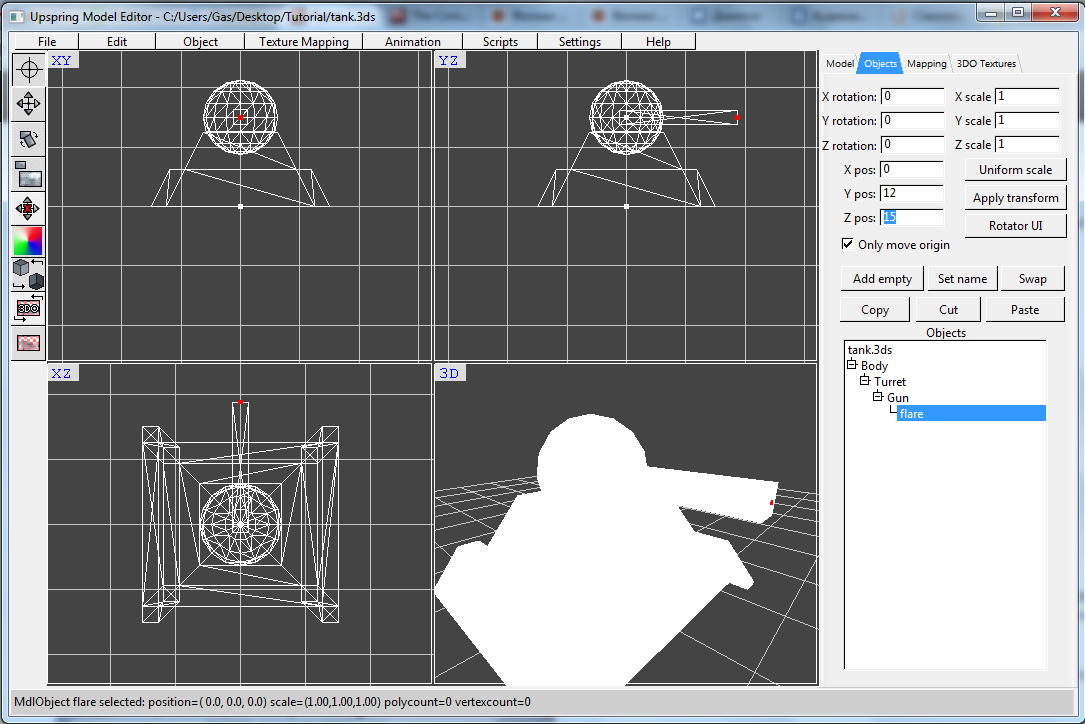 Upspring Model Editor - C:/Users/Gas/Desktop/Tutorial/tank.3ds
File Edit Object Texture Mapping Animation Scripts Settings Help
XY
YZ
Model Objects Mapping 3DO Textures
X rotation: 0 X scale 1
Y rotation: 0 Y scale 1
Z rotation: 0 Z scale 1
X pos: 0 Uniform scale
Y pos: 12 Apply transform
Z pos: 15 Rotator UI
Only move origin
Add empty Set name Swap
Copy Cut Paste
Objects
tank.3ds
Body
Turret
Gun
flare
3DO
XZ
3D
MdlObject flare selected: position=( 0.0, 0.0, 0.0) scale=(1.00,1.00,1.00) polycount=0 vertexcount=0